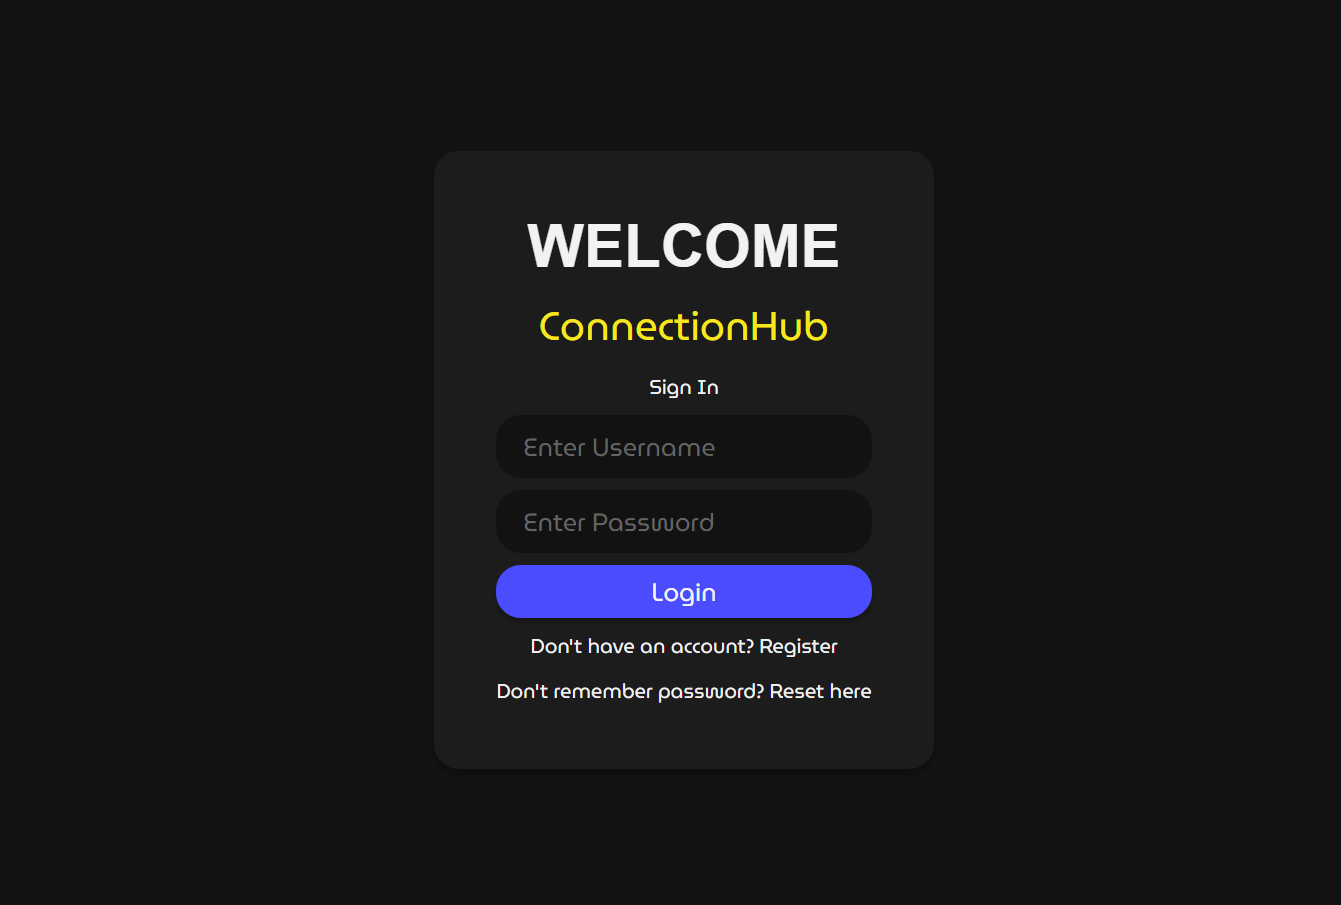 WELCOME
ConnectionHub
Sign In
Enter Username
Enter Password
Login
Don't have an account? Register
Don't remember password? Reset here